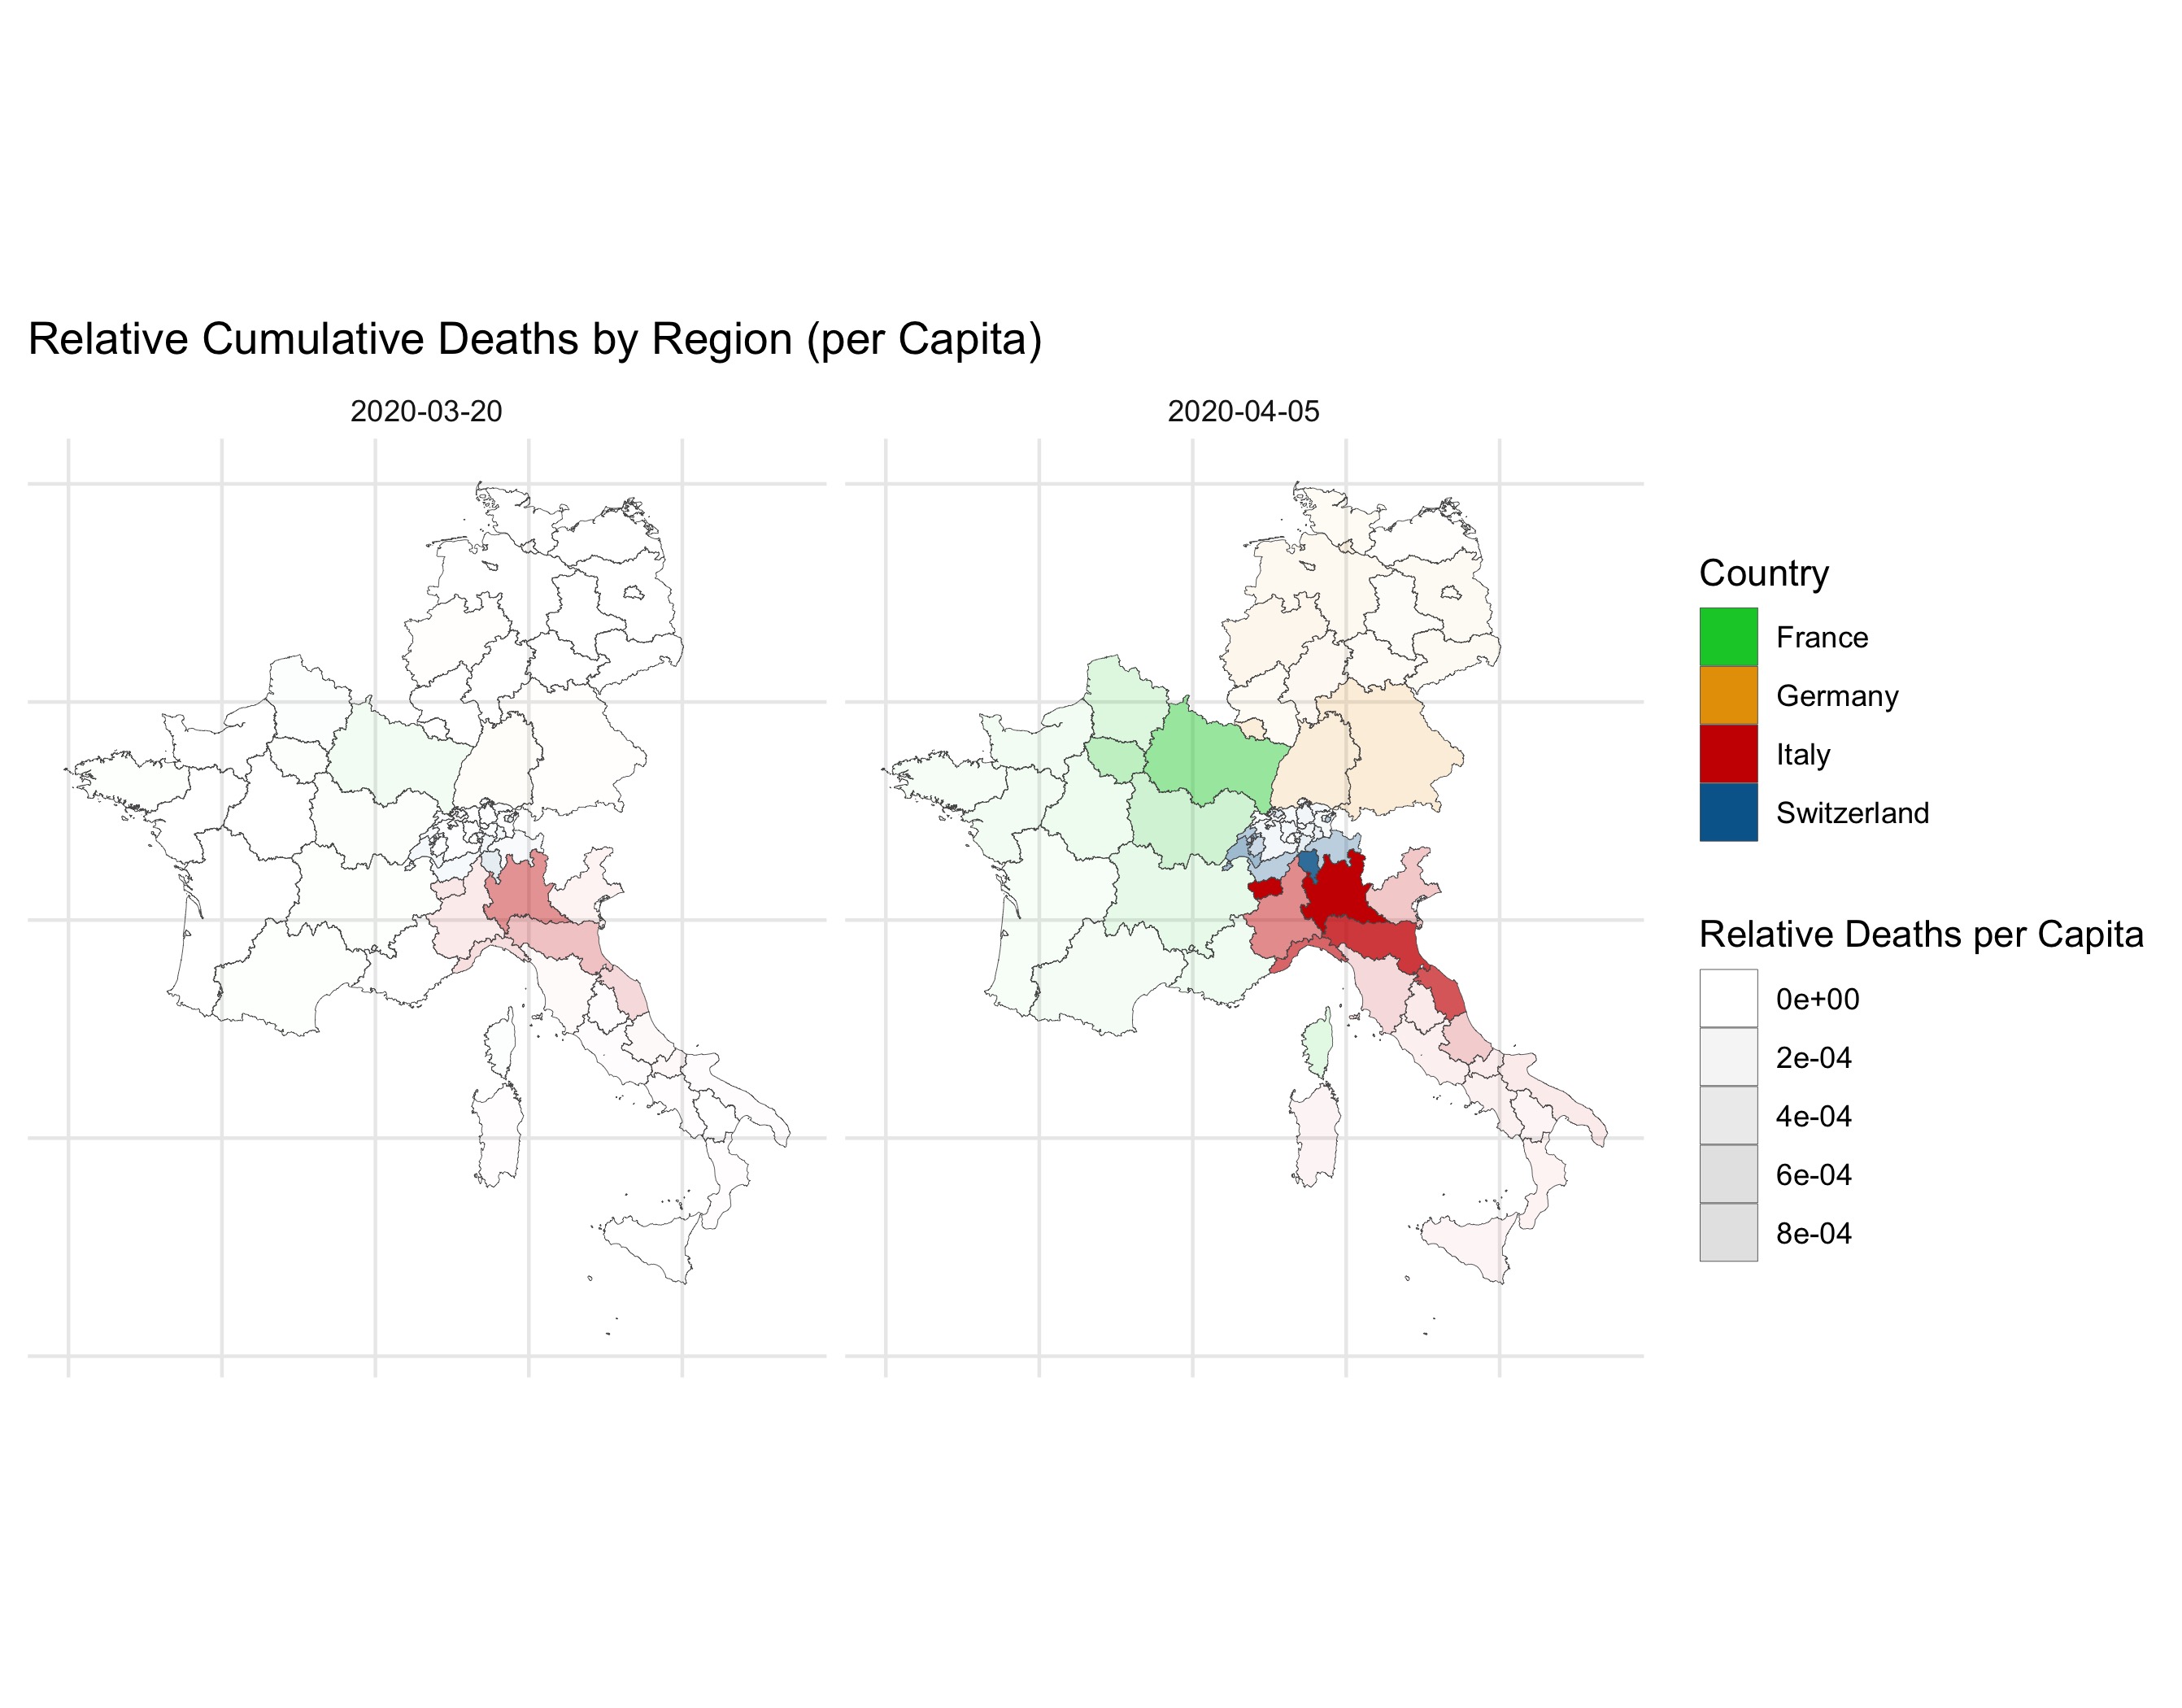 Relative Cumulative Deaths by Region (per Capita)
2020-03-20
2020-04-05
Country
France
Germany
Italy
Switzerland
Relative Deaths per Capita
0e+00
2e-04
4e-04
6e-04
8e-04